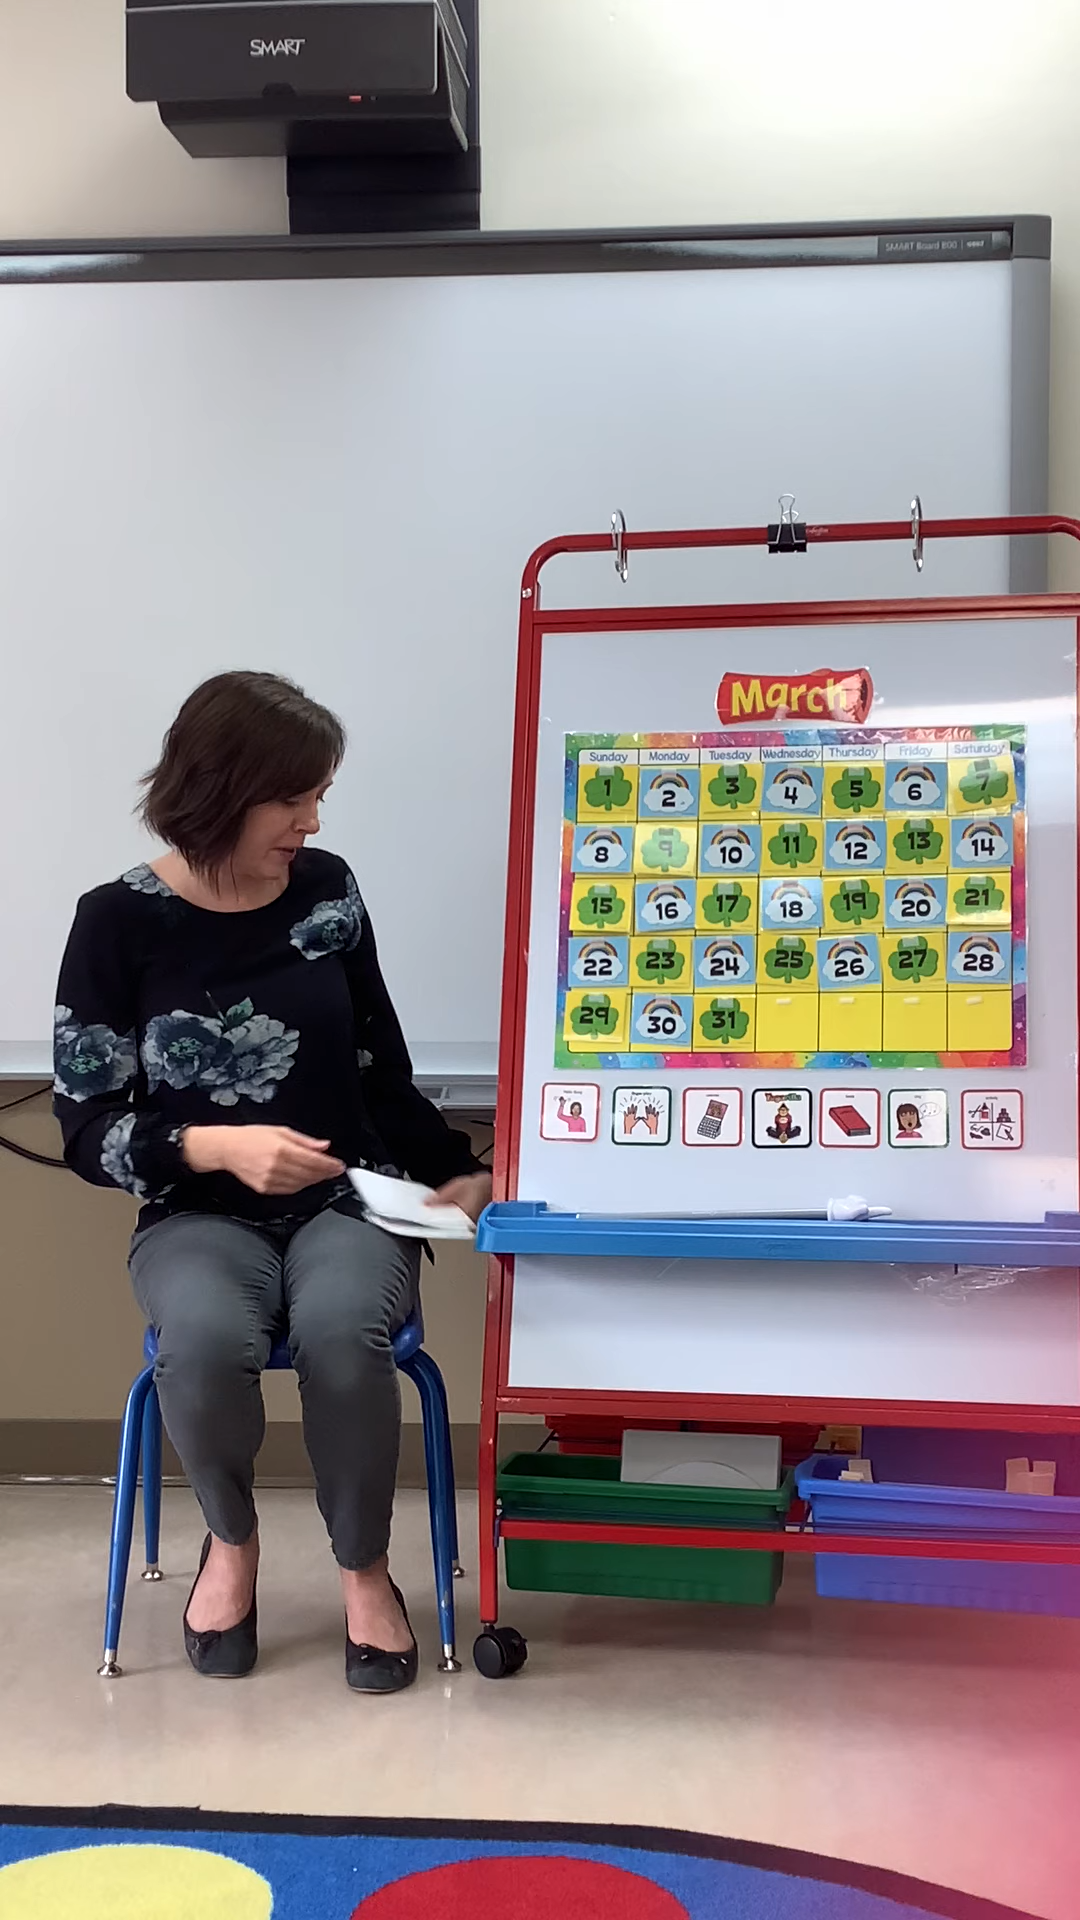 SMART
SMART Board 800
March
Sunday Monday Tuesday Wednesday Thursday Friday Saturday
1 2 3 4 5 6 7
8 9 10 11 12 13 14
15 16 17 18 19 20 21
22 23 24 25 26 27 28
29 30 31